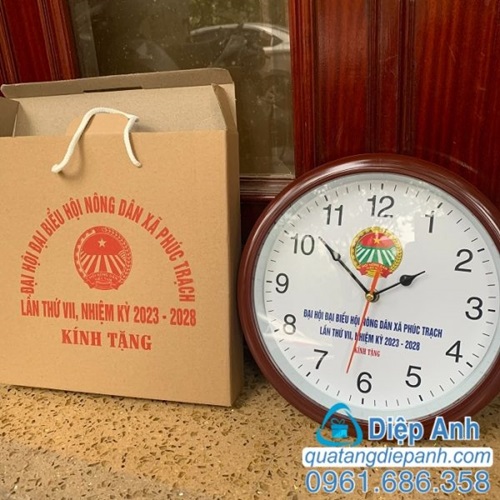 ĐẠI HỘI ĐẠI BIỂU HỘI NÔNG DÂN XÃ PHÚC TRẠCH
LẦN THỨ VII, NHIỆM KỲ 2023 - 2028
KÍNH TẶNG
12
1
2
3
4
5
6
7
8
9
10
11
ĐẠI HỘI ĐẠI BIỂU HỘI NÔNG DÂN XÃ PHÚC TRẠCH
LẦN THỨ VII, NHIỆM KỲ 2023 - 2028
KÍNH TẶNG
Diệp Anh
quatangdiepanh.com
0961.686.358